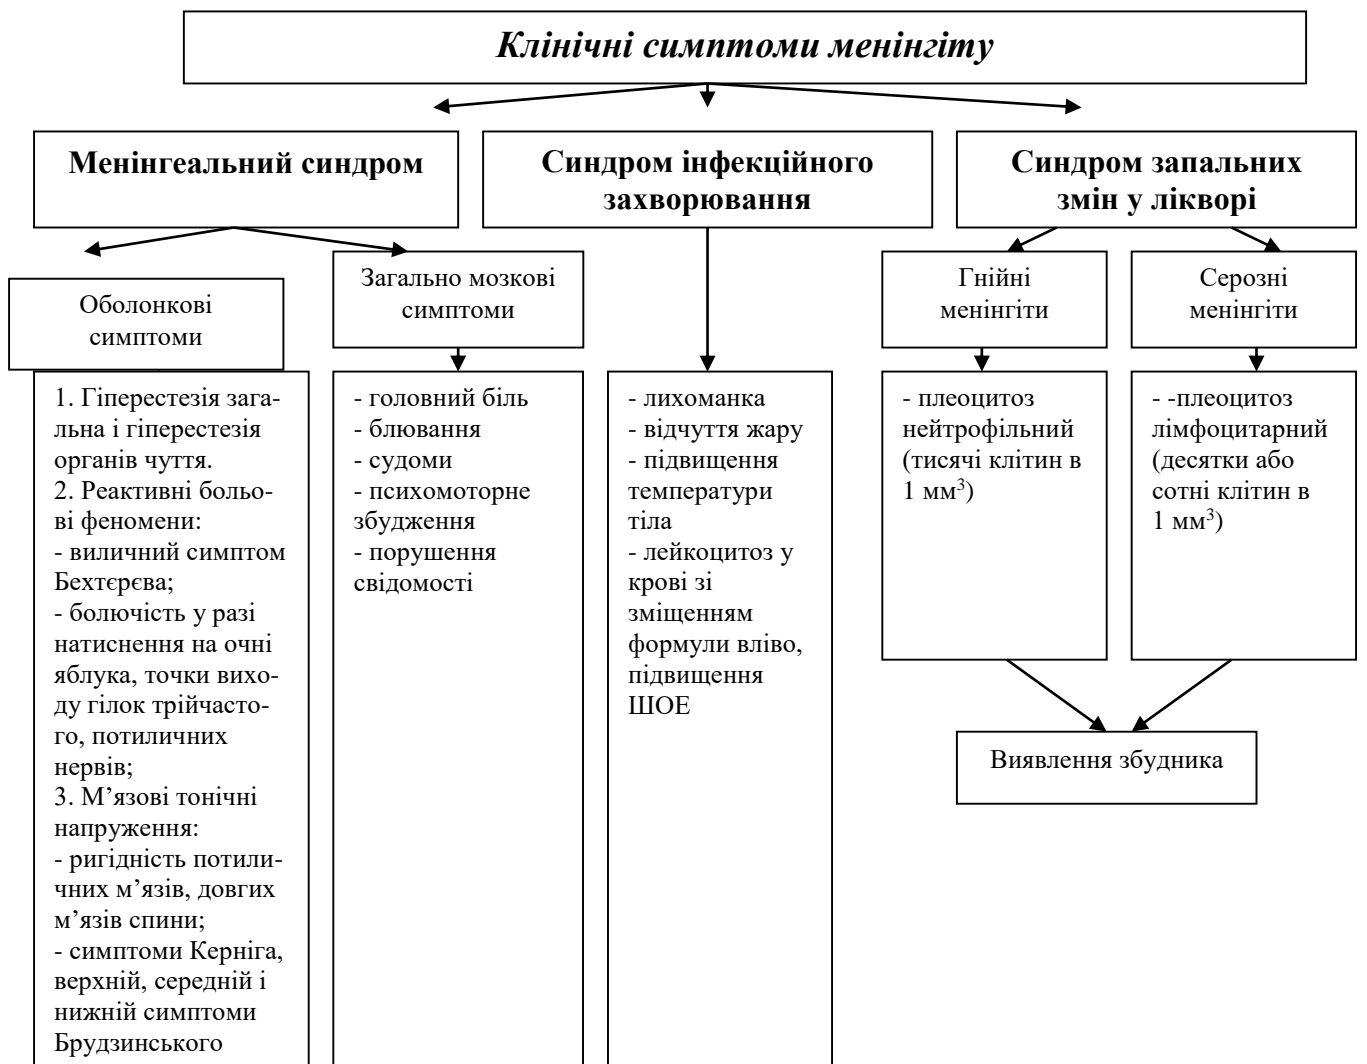 Клінічні симптоми менінгіту
Менінгеальний синдром
Синдром інфекційного
захворювання
Синдром запальних
змін у лікворі
Оболонкові
симптоми
Загально мозкові
симптоми
Гнійні
менінгіти
Серозні
менінгіти
1. Гіперестезія зага-
льна і гіперестезія
органів чуття.
2. Реактивні больо-
ві феномени:
- виличний симптом
Бехтєрєва;
- болючість у разі
натиснення на очні
яблука, точки вихо-
ду гілок трійчасто-
го, потиличних
нервів;
3. М’язові тонічні
напруження:
- ригідність потили-
чних м’язів, довгих
м’язів спини;
- симптоми Керніга,
верхній, середній і
нижній симптоми
Брудзинського
- головний біль
- блювання
- судоми
- психомоторне
збудження
- порушення
свідомості
- лихоманка
- відчуття жару
- підвищення
температури
тіла
- лейкоцитоз у
крові зі
зміщенням
формули вліво,
підвищення
ШОЕ
- плеоцитоз
нейтрофільний
(тисячі клітин в
1 мм³)
- -плеоцитоз
лімфоцитарний
(десятки або
сотні клітин в
1 мм³)
Виявлення збудника